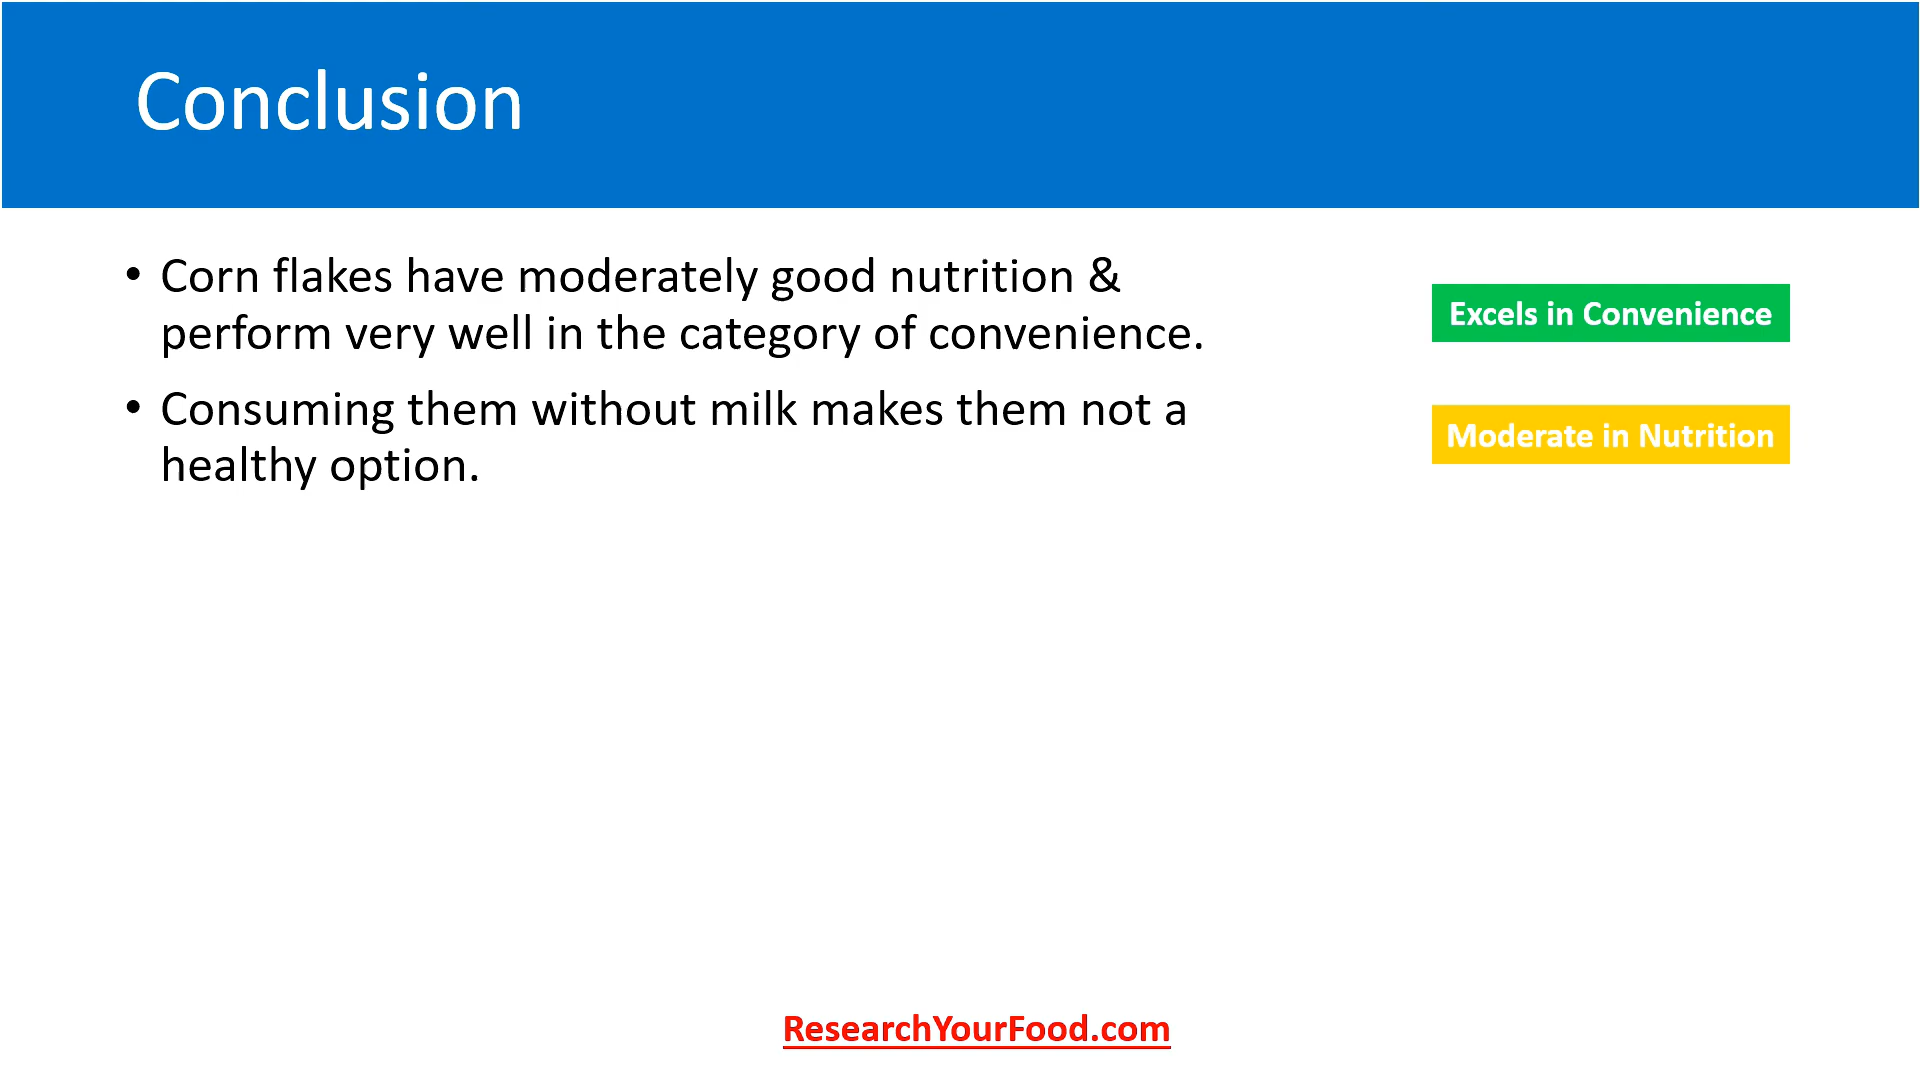 Conclusion
• Corn flakes have moderately good nutrition &
perform very well in the category of convenience.
• Consuming them without milk makes them not a
healthy option.
Excels in Convenience
Moderate in Nutrition
ResearchYourFood.com